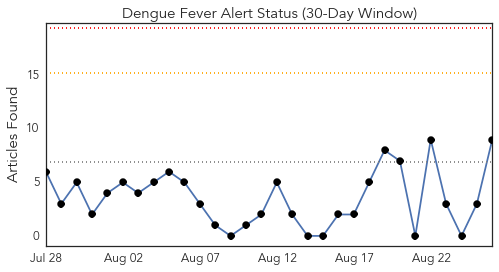 Dengue Fever Alert Status (30-Day Window)
Articles Found
15
10
5
0
Jul 28 Aug 02 Aug 07 Aug 12 Aug 17 Aug 22